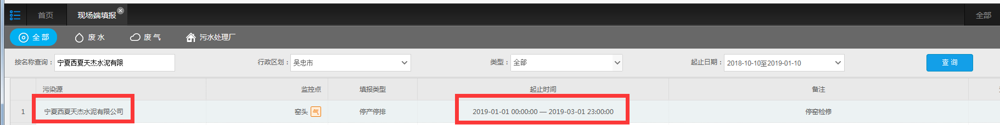 首页 现场端填报 全部
全部 废水 废气 污水处理厂
按名称查询： 宁夏西夏天杰水泥有限 行政区划： 吴忠市 类型： 全部 起止日期： 2018-10-10至2019-01-10 查询
污染源 监控点 填报类型 起止时间 备注
1 宁夏西夏天杰水泥有限公司 窑头 气 停产停排 2019-01-01 00:00:00 — 2019-03-01 23:00:00 停窑检修